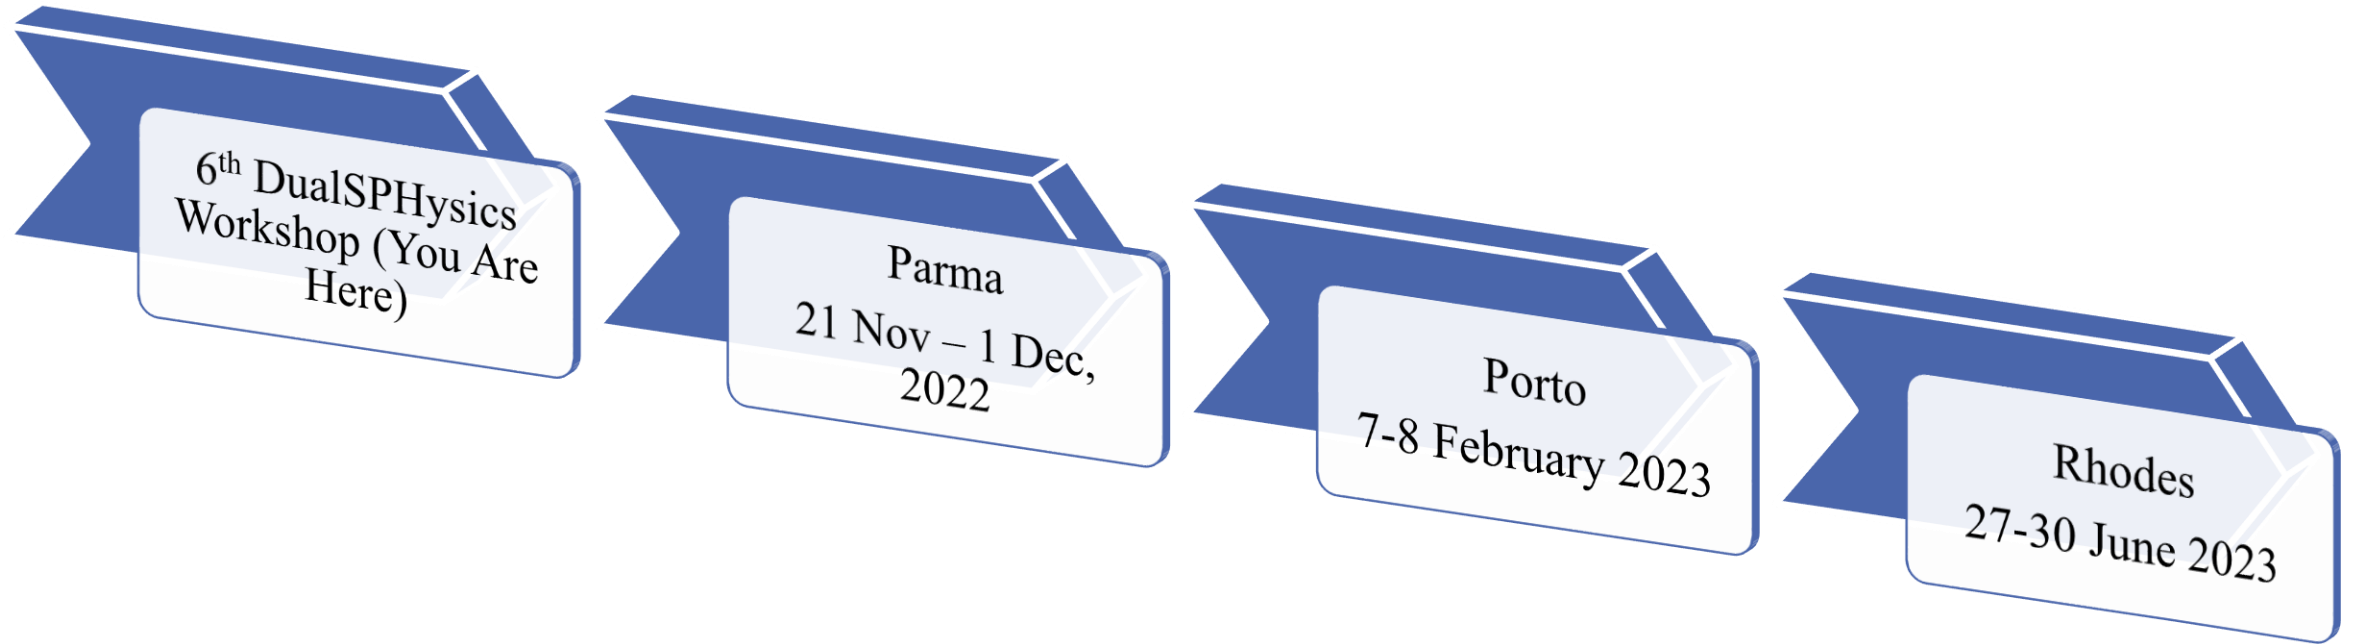 6th DualSPHysics
Workshop (You Are
Here)
Parma
21 Nov – 1 Dec,
2022
Porto
7-8 February 2023
Rhodes
27-30 June 2023